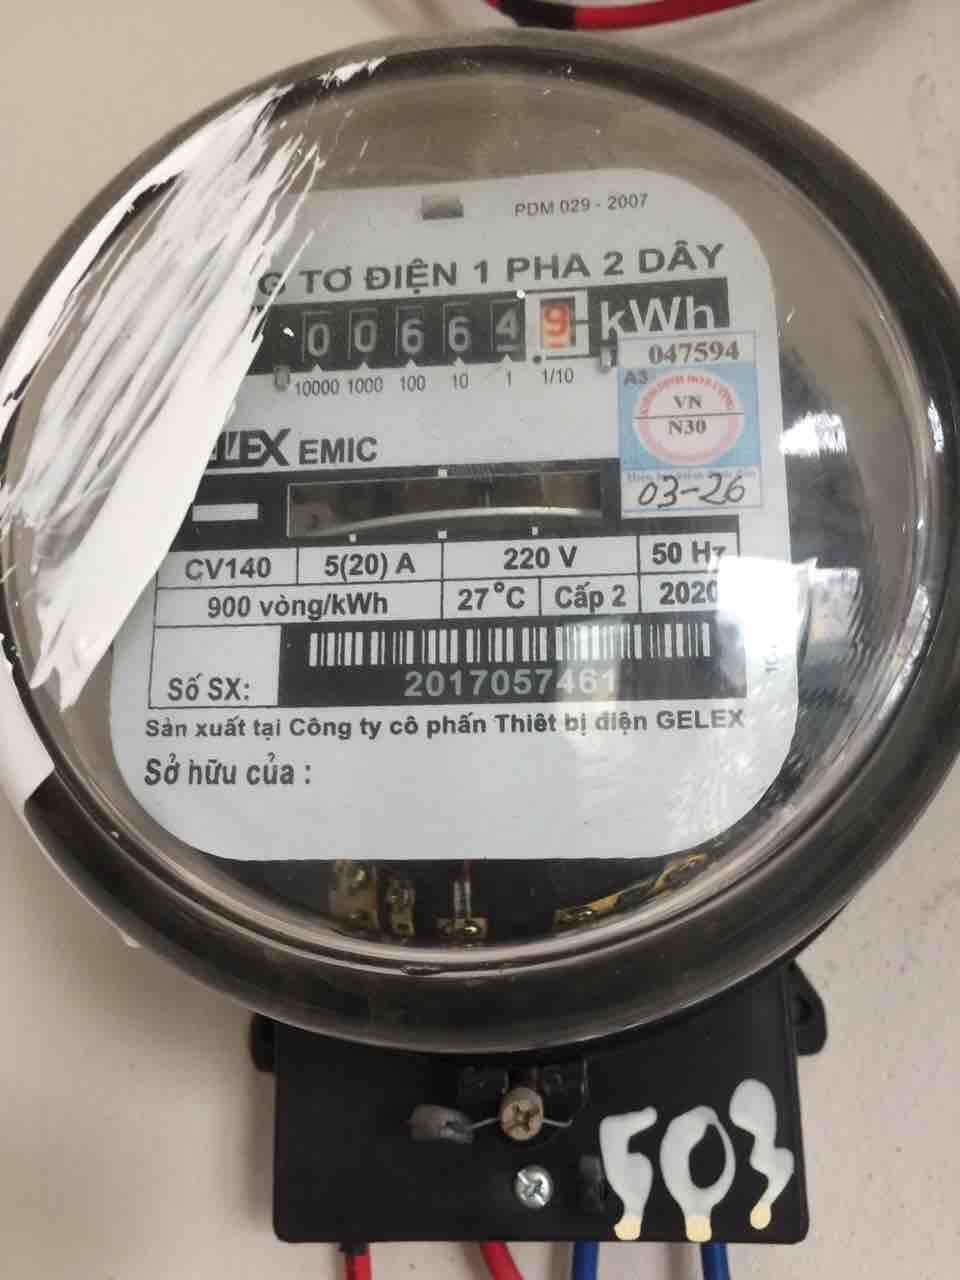 PDM 029 - 2007
G TƠ ĐIỆN 1 PHA 2 DÂY
0 0 6 6 4 9 kWh
10000 1000 100 10 1 1/10
047594
A3
VN
N30
03-26
EMIC
CV140 5(20) A 220 V 50 Hz
900 vòng/kWh 27°C Cấp 2 2020
Số SX: 2017057461
Sản xuất tại Công ty cổ phần Thiết bị điện GELEX
Sở hữu của :
503